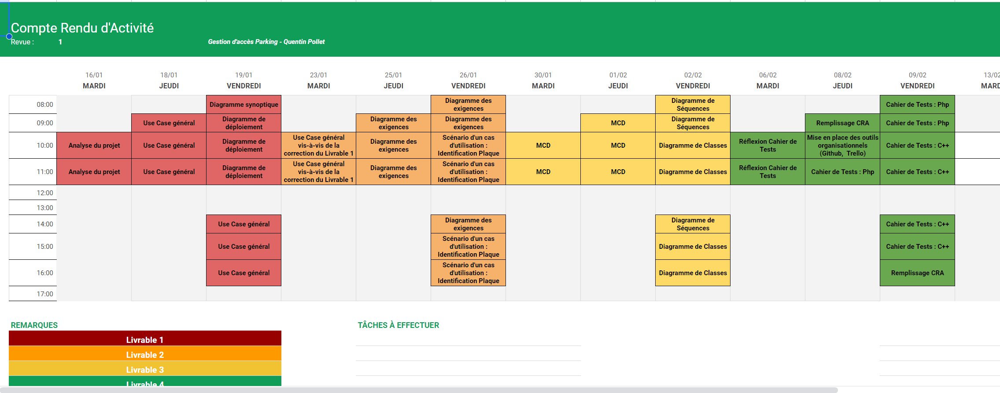 Compte Rendu d'Activité
Revue : 1 Gestion d'accès Parking - Quentin Pollet
16/01 18/01 19/01 23/01 25/01 26/01 30/01 01/02 02/02 06/02 08/02 09/02
MARDI JEUDI VENDREDI MARDI JEUDI VENDREDI MARDI JEUDI VENDREDI MARDI JEUDI VENDREDI
08:00
Diagramme synoptique
Diagramme des
exigences
Diagramme de
Séquences
Cahier de Tests : Php
09:00
Use Case général
Diagramme de
déploiement
Diagramme des
exigences
Diagramme des
exigences
MCD
Diagramme de
Séquences
Remplissage CRA
Cahier de Tests : Php
10:00
Analyse du projet
Use Case général
Diagramme de
déploiement
Use Case général
vis-à-vis de la
correction du Livrable 1
Diagramme des
exigences
Scénario d'un cas
d'utilisation :
Identification Plaque
MCD
MCD
Diagramme de Classes
Réflexion Cahier de
Tests
Mise en place des outils
organisationnels
(Github, Trello)
Cahier de Tests : C++
11:00
Analyse du projet
Use Case général
Diagramme de
déploiement
Use Case général
vis-à-vis de la
correction du Livrable 1
Diagramme des
exigences
Scénario d'un cas
d'utilisation :
Identification Plaque
MCD
MCD
Diagramme de Classes
Réflexion Cahier de
Tests
Cahier de Tests : Php
Cahier de Tests : C++
12:00
13:00
14:00
Use Case général
Diagramme des
exigences
Diagramme de
Séquences
Cahier de Tests : C++
15:00
Use Case général
Scénario d'un cas
d'utilisation :
Identification Plaque
Diagramme de Classes
Cahier de Tests : C++
16:00
Use Case général
Scénario d'un cas
d'utilisation :
Identification Plaque
Diagramme de Classes
Remplissage CRA
17:00
REMARQUES
TÂCHES À EFFECTUER
Livrable 1
Livrable 2
Livrable 3
Livrable 4